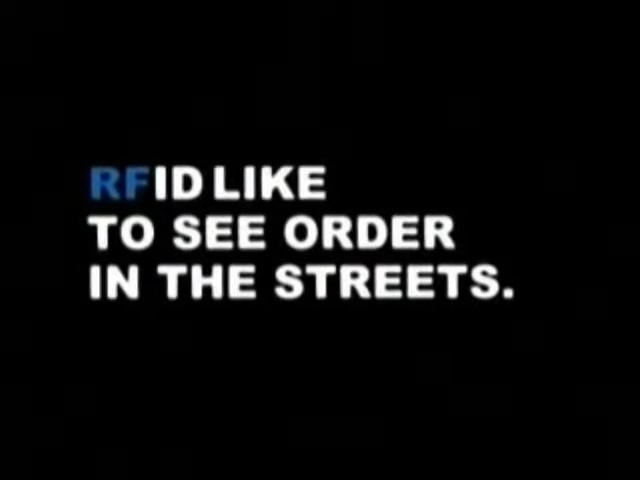 RFID LIKE
TO SEE ORDER
IN THE STREETS.